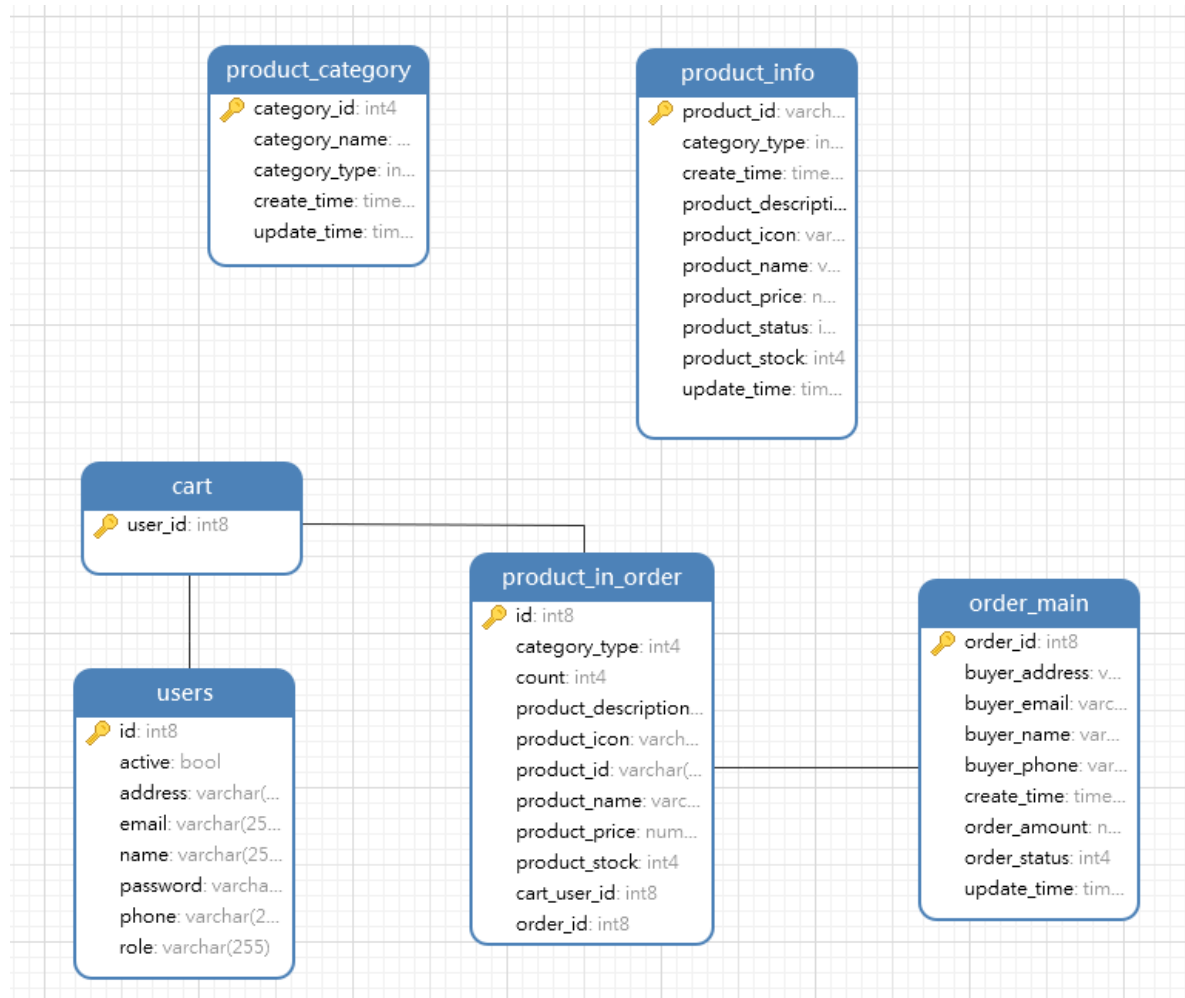 product_category
category_id: int4
category_name: ...
category_type: in...
create_time: time...
update_time: tim...
product_info
product_id: varch...
category_type: in...
create_time: time...
product_descripti...
product_icon: var...
product_name: v...
product_price: n...
product_status: i...
product_stock: int4
update_time: tim...
cart
user_id: int8
users
id: int8
active: bool
address: varchar(...
email: varchar(25...
name: varchar(25...
password: varcha...
phone: varchar(2...
role: varchar(255)
product_in_order
id: int8
category_type: int4
count: int4
product_description...
product_icon: varch...
product_id: varchar(...
product_name: varc...
product_price: num...
product_stock: int4
cart_user_id: int8
order_id: int8
order_main
order_id: int8
buyer_address: v...
buyer_email: varc...
buyer_name: var...
buyer_phone: var...
create_time: time...
order_amount: n...
order_status: int4
update_time: tim...